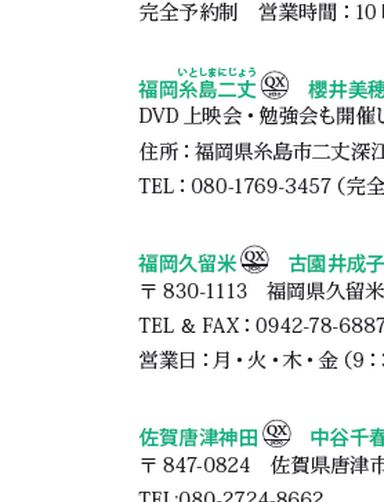 完全予約制　営業時間：10
いとしまにじょう
福岡糸島二丈 QX 櫻井美穂
DVD 上映会・勉強会も開催し
住所：福岡県糸島市二丈深江
TEL：080-1769-3457（完全
福岡久留米 QX 古園井成子
〒830-1113　福岡県久留米
TEL & FAX：0942-78-6887
営業日：月・火・木・金（9：
佐賀唐津神田 QX 中谷千春
〒847-0824　佐賀県唐津市
TEL:080-2724-8662